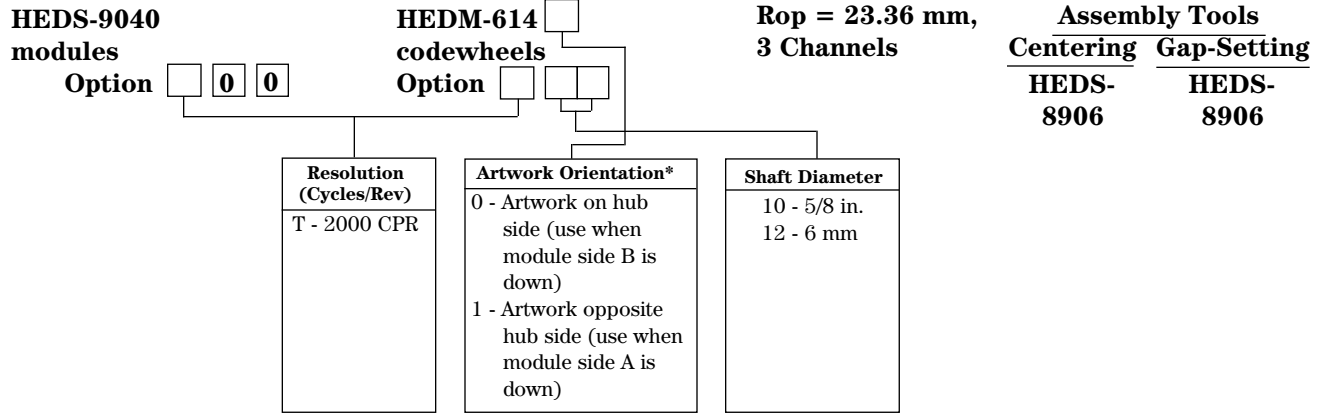 HEDS-9040
modules
Option 0 0
HEDM-614
codewheels
Option
Rop = 23.36 mm,
3 Channels
Assembly Tools
Centering Gap-Setting
HEDS- HEDS-
8906 8906
Resolution
(Cycles/Rev)
T - 2000 CPR
Artwork Orientation*
0 - Artwork on hub
side (use when
module side B is
down)
1 - Artwork opposite
hub side (use when
module side A is
down)
Shaft Diameter
10 - 5/8 in.
12 - 6 mm